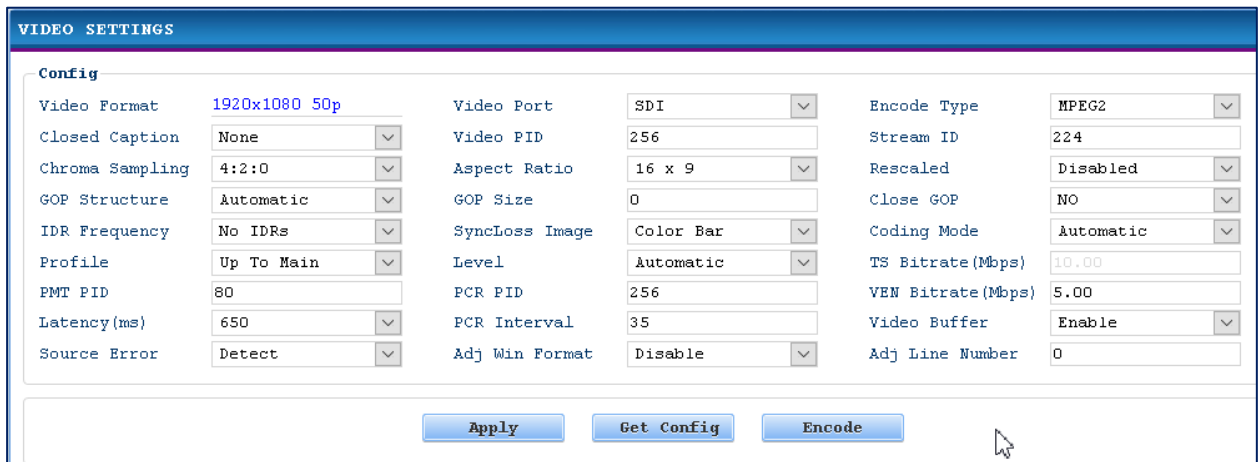 VIDEO SETTINGS
Config
Video Format 1920x1080 50p Video Port SDI Encode Type MPEG2
Closed Caption None Video PID 256 Stream ID 224
Chroma Sampling 4:2:0 Aspect Ratio 16 x 9 Rescaled Disabled
GOP Structure Automatic GOP Size 0 Close GOP NO
IDR Frequency No IDRs SyncLoss Image Color Bar Coding Mode Automatic
Profile Up To Main Level Automatic TS Bitrate(Mbps) 10.00
PMT PID 80 PCR PID 256 VEN Bitrate(Mbps) 5.00
Latency(ms) 650 PCR Interval 35 Video Buffer Enable
Source Error Detect Adj Win Format Disable Adj Line Number 0
Apply Get Config Encode